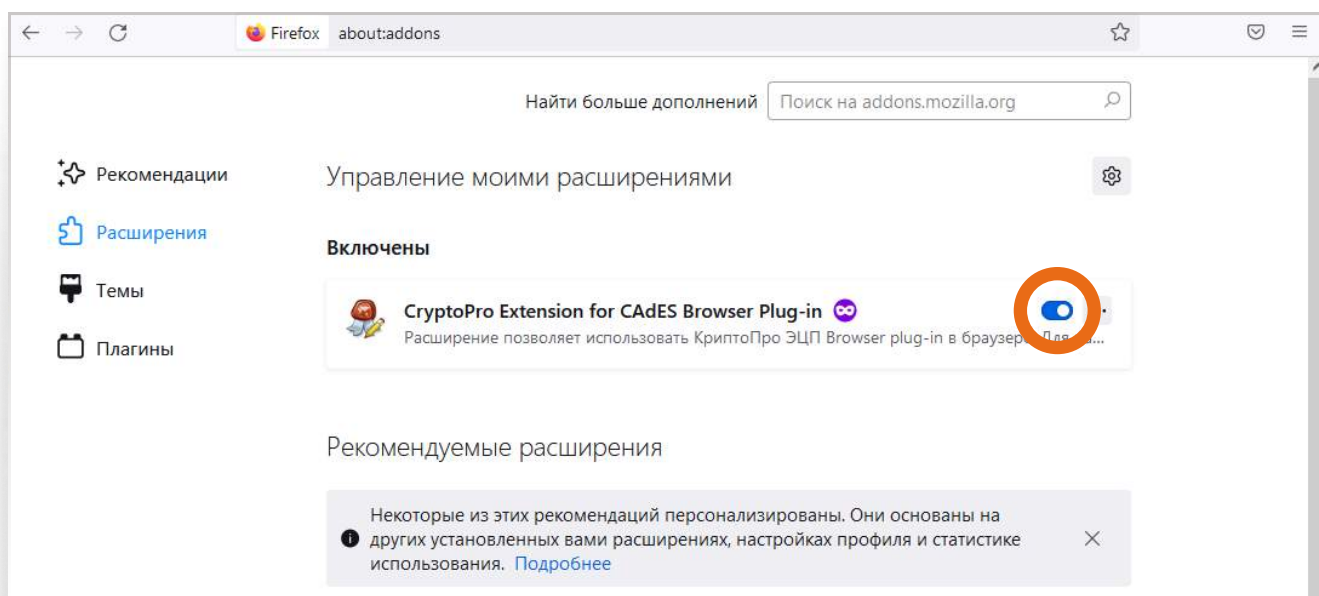 Firefox about:addons
Найти больше дополнений Поиск на addons.mozilla.org
Рекомендации
Расширения
Темы
Плагины
Управление моими расширениями
Включены
CryptoPro Extension for CAdES Browser Plug-in
Расширение позволяет использовать КриптоПро ЭЦП Browser plug-in в браузере
Рекомендуемые расширения
Некоторые из этих рекомендаций персонализированы. Они основаны на
других установленных вами расширениях, настройках профиля и статистике
использования. Подробнее